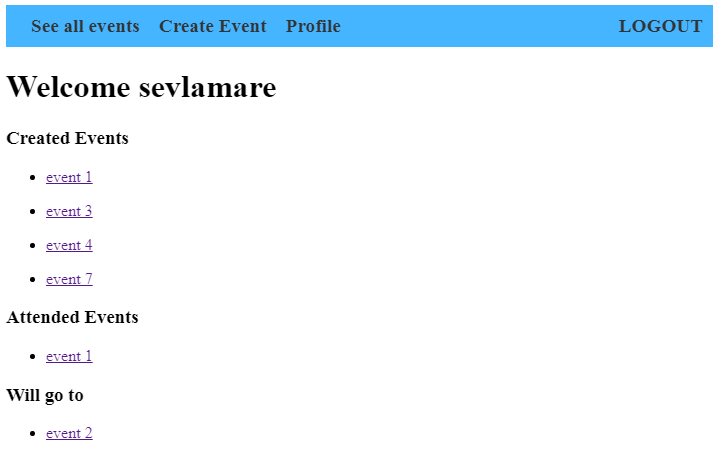 See all events Create Event Profile LOGOUT
Welcome sevlamare
Created Events
event 1
event 3
event 4
event 7
Attended Events
event 1
Will go to
event 2